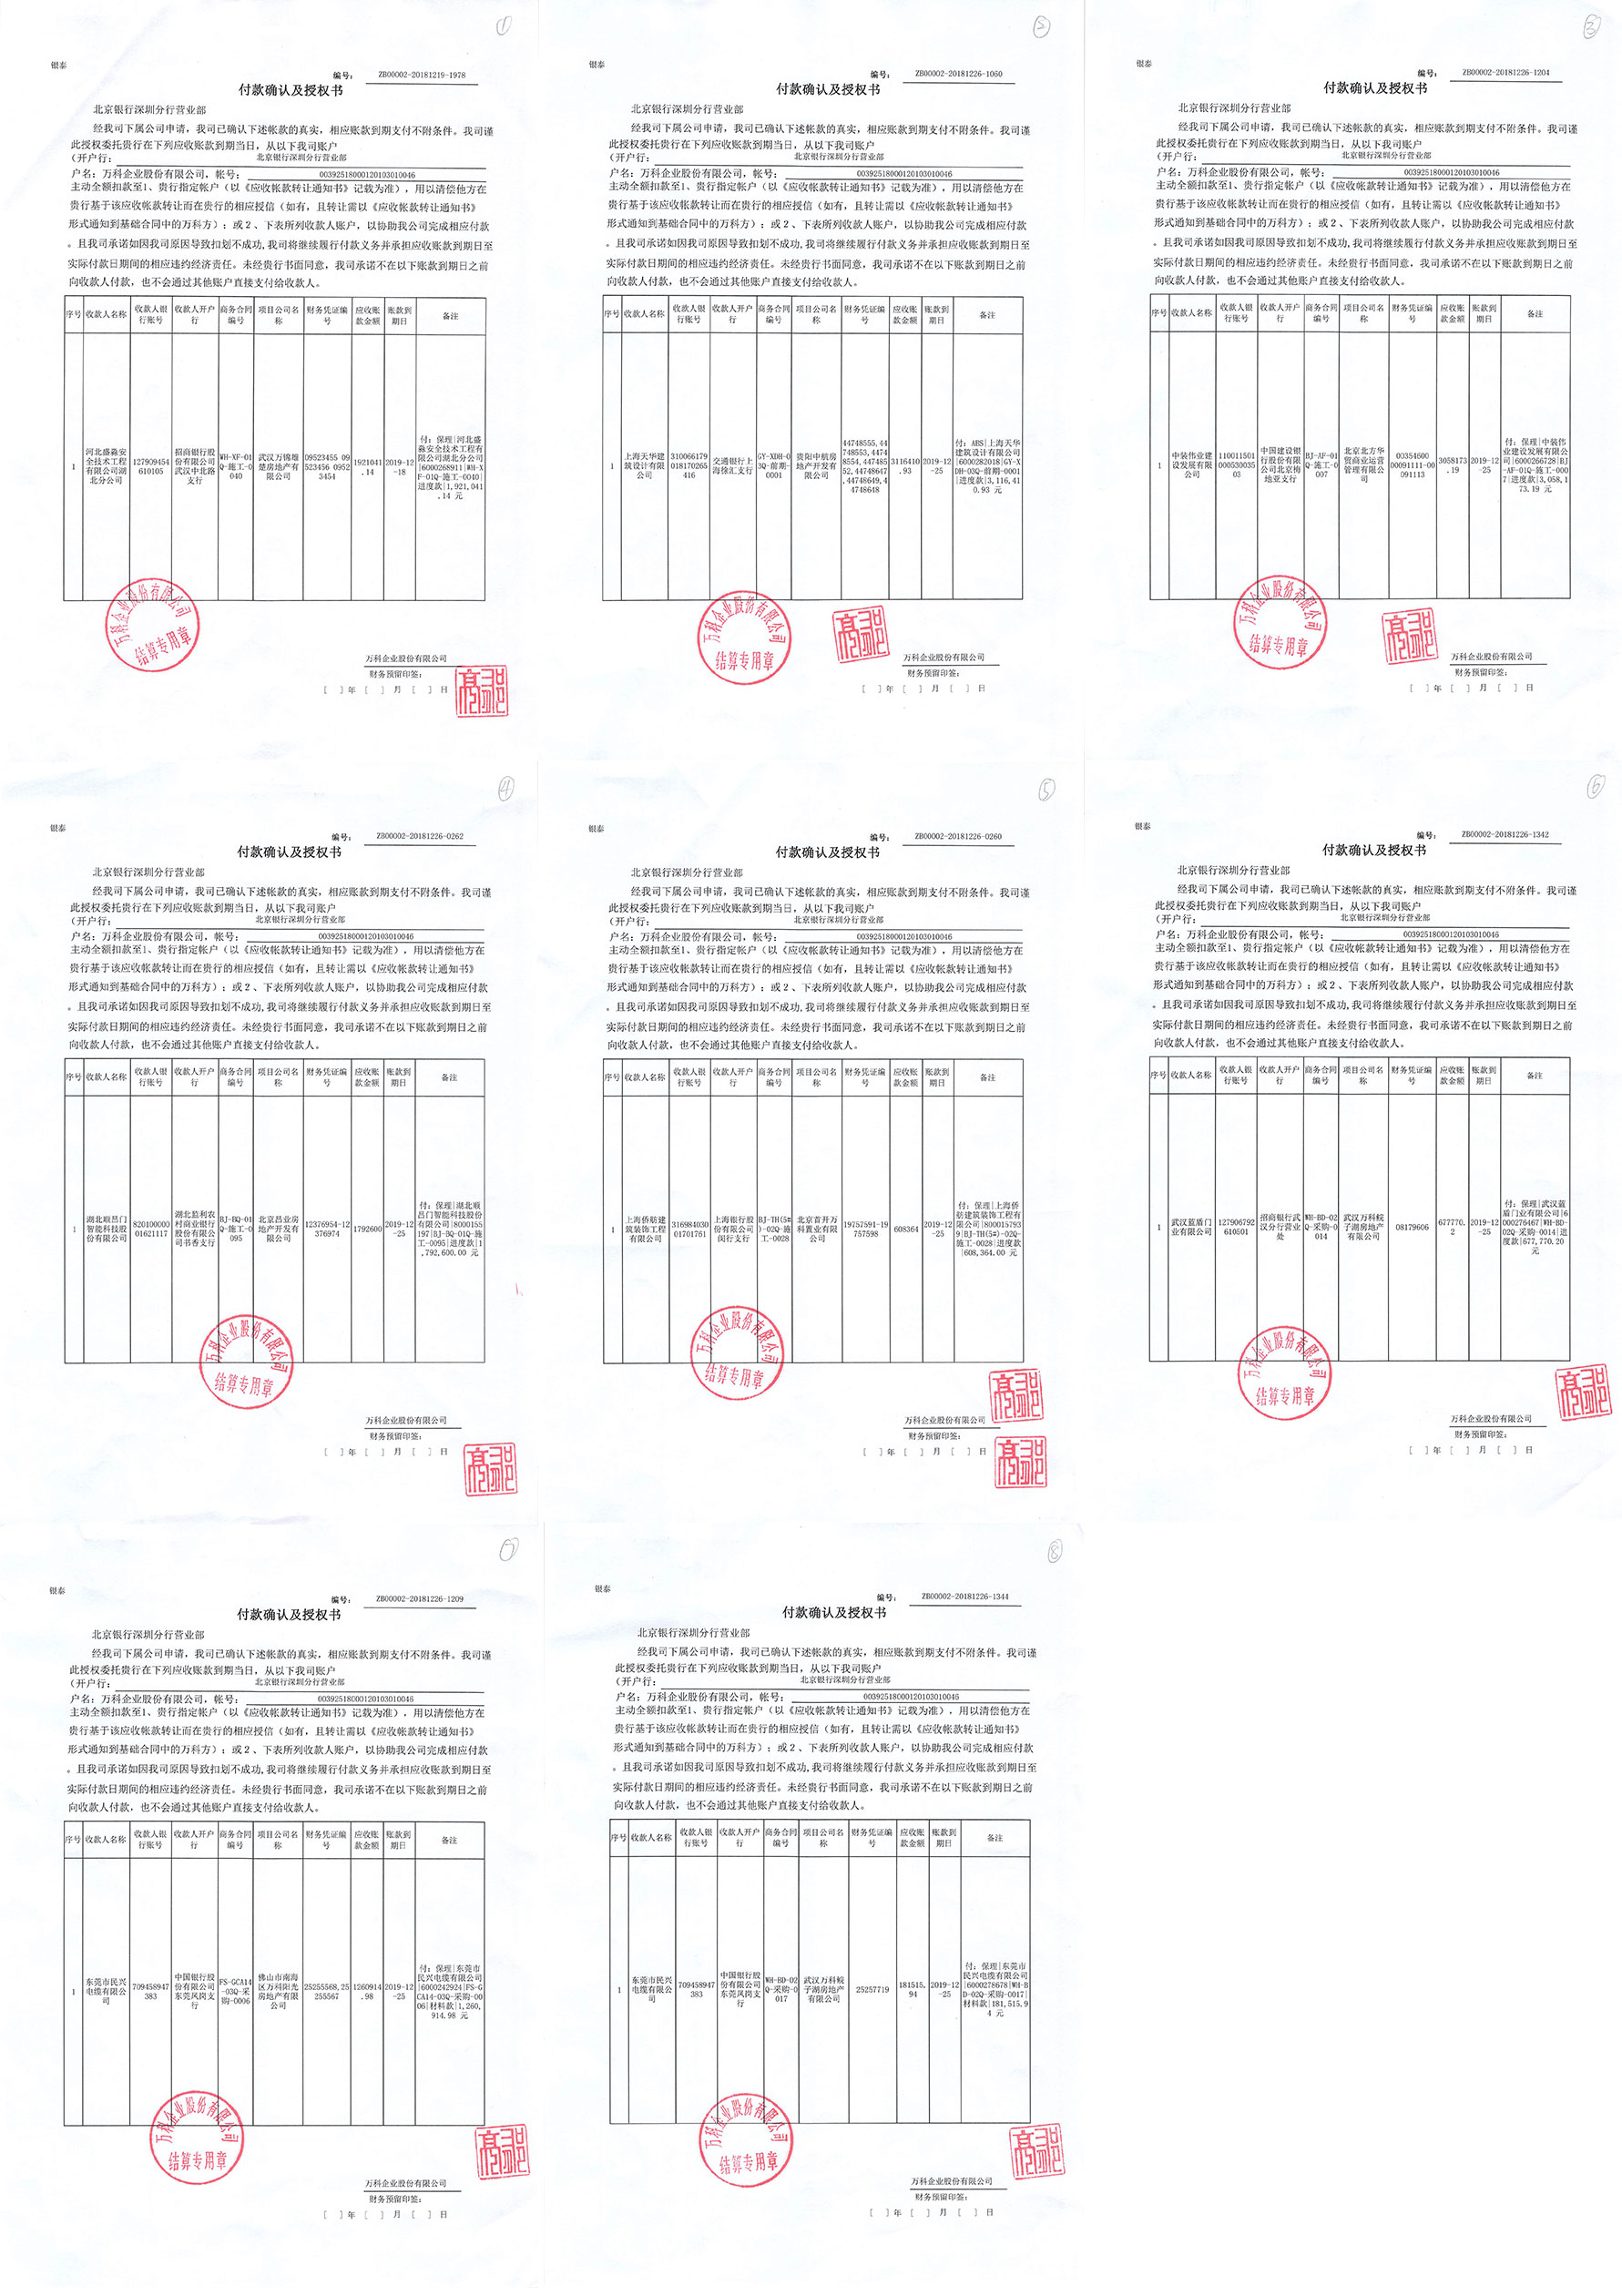 ①
银泰
编号: ZB00002-20181219-1978
付款确认及授权书
北京银行深圳分行营业部
经我司下属公司申请，我司已确认下述帐款的真实，相应账款到期支付不附条件。我司谨
此授权委托贵行在下列应收账款到期当日，从以下我司账户
(开户行: 北京银行深圳分行营业部
户名: 万科企业股份有限公司，帐号: 00392518000120103010046
主动全额扣款至1、贵行指定帐户（以《应收帐款转让通知书》记载为准），用以清偿他方在
贵行基于该应收帐款转让而在贵行的相应授信（如有，且转让需以《应收帐款转让通知书》
形式通知到基础合同中的万科方）；或2、下表所列收款人账户，以协助我公司完成相应付款
。且我司承诺如因我司原因导致扣划不成功，我司将继续履行付款义务并承担应收账款到期日至
实际付款日期间的相应违约经济责任。未经贵行书面同意，我司承诺不在以下账款到期日之前
向收款人付款，也不会通过其他账户直接支付给收款人。
序号 收款人名称 收款人银行账号 收款人开户行 商务合同编号 项目公司名称 财务凭证编号 应收账款金额 账款到期日 备注
1 河北盛淼安全技术工程有限公司湖北分公司 127909454610105 招商银行股份有限公司武汉中北路支行 WH-XF-01Q-施工-0040 武汉万锦雄楚房地产有限公司 09523455 09523456 09523454 1921041.14 2019-12-18 付: 保理|河北盛淼安全技术工程有限公司湖北分公司|6000268911|WH-XF-01Q-施工-0040|进度款|1,921,041.14 元
万科企业股份有限公司
结算专用章
万科企业股份有限公司
财务预留印签:
[ ]年[ ]月[ ]日
②
银泰
编号: ZB00002-20181226-1060
付款确认及授权书
北京银行深圳分行营业部
经我司下属公司申请，我司已确认下述帐款的真实，相应账款到期支付不附条件。我司谨
此授权委托贵行在下列应收账款到期当日，从以下我司账户
(开户行: 北京银行深圳分行营业部
户名: 万科企业股份有限公司，帐号: 00392518000120103010046
主动全额扣款至1、贵行指定帐户（以《应收帐款转让通知书》记载为准），用以清偿他方在
贵行基于该应收帐款转让而在贵行的相应授信（如有，且转让需以《应收帐款转让通知书》
形式通知到基础合同中的万科方）；或2、下表所列收款人账户，以协助我公司完成相应付款
。且我司承诺如因我司原因导致扣划不成功，我司将继续履行付款义务并承担应收账款到期日至
实际付款日期间的相应违约经济责任。未经贵行书面同意，我司承诺不在以下账款到期日之前
向收款人付款，也不会通过其他账户直接支付给收款人。
序号 收款人名称 收款人银行账号 收款人开户行 商务合同编号 项目公司名称 财务凭证编号 应收账款金额 账款到期日 备注
1 上海天华建筑设计有限公司 310066179018170265416 交通银行上海徐汇支行 GY-XDH-03Q-前期-0001 贵阳中航房地产开发有限公司 44748555,44748553,44748554,44748552,44748647,44748649,44748648 3116410.93 2019-12-25 付: ABS|上海天华建筑设计有限公司|6000282018|GY-XDH-03Q-前期-0001|进度款|3,116,410.93 元
万科企业股份有限公司
结算专用章
万科企业股份有限公司
财务预留印签:
[ ]年[ ]月[ ]日
③
银泰
编号: ZB00002-20181226-1204
付款确认及授权书
北京银行深圳分行营业部
经我司下属公司申请，我司已确认下述帐款的真实，相应账款到期支付不附条件。我司谨
此授权委托贵行在下列应收账款到期当日，从以下我司账户
(开户行: 北京银行深圳分行营业部
户名: 万科企业股份有限公司，帐号: 00392518000120103010046
主动全额扣款至1、贵行指定帐户（以《应收帐款转让通知书》记载为准），用以清偿他方在
贵行基于该应收帐款转让而在贵行的相应授信（如有，且转让需以《应收帐款转让通知书》
形式通知到基础合同中的万科方）；或2、下表所列收款人账户，以协助我公司完成相应付款
。且我司承诺如因我司原因导致扣划不成功，我司将继续履行付款义务并承担应收账款到期日至
实际付款日期间的相应违约经济责任。未经贵行书面同意，我司承诺不在以下账款到期日之前
向收款人付款，也不会通过其他账户直接支付给收款人。
序号 收款人名称 收款人银行账号 收款人开户行 商务合同编号 项目公司名称 财务凭证编号 应收账款金额 账款到期日 备注
1 中装伟业建设发展有限公司 11001150100053003503 中国建设银行股份有限公司北京梅地亚支行 BJ-AF-01Q-施工-0007 北京北方华贸商业运营管理有限公司 00354600 00091111-00091113 3058173.19 2019-12-25 付: 保理|中装伟业建设发展有限公司|6000266728|BJ-AF-01Q-施工-0007|进度款|3,058,173.19 元
万科企业股份有限公司
结算专用章
万科企业股份有限公司
财务预留印签:
[ ]年[ ]月[ ]日
④
银泰
编号: ZB00002-20181226-0262
付款确认及授权书
北京银行深圳分行营业部
经我司下属公司申请，我司已确认下述帐款的真实，相应账款到期支付不附条件。我司谨
此授权委托贵行在下列应收账款到期当日，从以下我司账户
(开户行: 北京银行深圳分行营业部
户名: 万科企业股份有限公司，帐号: 00392518000120103010046
主动全额扣款至1、贵行指定帐户（以《应收帐款转让通知书》记载为准），用以清偿他方在
贵行基于该应收帐款转让而在贵行的相应授信（如有，且转让需以《应收帐款转让通知书》
形式通知到基础合同中的万科方）；或2、下表所列收款人账户，以协助我公司完成相应付款
。且我司承诺如因我司原因导致扣划不成功，我司将继续履行付款义务并承担应收账款到期日至
实际付款日期间的相应违约经济责任。未经贵行书面同意，我司承诺不在以下账款到期日之前
向收款人付款，也不会通过其他账户直接支付给收款人。
序号 收款人名称 收款人银行账号 收款人开户行 商务合同编号 项目公司名称 财务凭证编号 应收账款金额 账款到期日 备注
1 湖北顺昌门智能科技股份有限公司 82010000001621117 湖北监利农村商业银行股份有限公司书香支行 BJ-BQ-01Q-施工-0095 北京昌业房地产开发有限公司 12376954-12376974 1792600 2019-12-25 付: 保理|湖北顺昌门智能科技股份有限公司|8000155197|BJ-BQ-01Q-施工-0095|进度款|1,792,600.00 元
万科企业股份有限公司
结算专用章
万科企业股份有限公司
财务预留印签:
[ ]年[ ]月[ ]日
⑤
银泰
编号: ZB00002-20181226-0260
付款确认及授权书
北京银行深圳分行营业部
经我司下属公司申请，我司已确认下述帐款的真实，相应账款到期支付不附条件。我司谨
此授权委托贵行在下列应收账款到期当日，从以下我司账户
(开户行: 北京银行深圳分行营业部
户名: 万科企业股份有限公司，帐号: 00392518000120103010046
主动全额扣款至1、贵行指定帐户（以《应收帐款转让通知书》记载为准），用以清偿他方在
贵行基于该应收帐款转让而在贵行的相应授信（如有，且转让需以《应收帐款转让通知书》
形式通知到基础合同中的万科方）；或2、下表所列收款人账户，以协助我公司完成相应付款
。且我司承诺如因我司原因导致扣划不成功，我司将继续履行付款义务并承担应收账款到期日至
实际付款日期间的相应违约经济责任。未经贵行书面同意，我司承诺不在以下账款到期日之前
向收款人付款，也不会通过其他账户直接支付给收款人。
序号 收款人名称 收款人银行账号 收款人开户行 商务合同编号 项目公司名称 财务凭证编号 应收账款金额 账款到期日 备注
1 上海侨舫建筑装饰工程有限公司 31698403001701761 上海银行股份有限公司闵行支行 BJ-TH(5#)-02Q-施工-0028 北京首开万科置业有限公司 19757591-19757598 608364 2019-12-25 付: 保理|上海侨舫建筑装饰工程有限公司|8000157939|BJ-TH(5#)-02Q-施工-0028|进度款|608,364.00 元
万科企业股份有限公司
结算专用章
万科企业股份有限公司
财务预留印签:
[ ]年[ ]月[ ]日
⑥
银泰
编号: ZB00002-20181226-1342
付款确认及授权书
北京银行深圳分行营业部
经我司下属公司申请，我司已确认下述帐款的真实，相应账款到期支付不附条件。我司谨
此授权委托贵行在下列应收账款到期当日，从以下我司账户
(开户行: 北京银行深圳分行营业部
户名: 万科企业股份有限公司，帐号: 00392518000120103010046
主动全额扣款至1、贵行指定帐户（以《应收帐款转让通知书》记载为准），用以清偿他方在
贵行基于该应收帐款转让而在贵行的相应授信（如有，且转让需以《应收帐款转让通知书》
形式通知到基础合同中的万科方）；或2、下表所列收款人账户，以协助我公司完成相应付款
。且我司承诺如因我司原因导致扣划不成功，我司将继续履行付款义务并承担应收账款到期日至
实际付款日期间的相应违约经济责任。未经贵行书面同意，我司承诺不在以下账款到期日之前
向收款人付款，也不会通过其他账户直接支付给收款人。
序号 收款人名称 收款人银行账号 收款人开户行 商务合同编号 项目公司名称 财务凭证编号 应收账款金额 账款到期日 备注
1 武汉蓝盾门业有限公司 127906792610501 招商银行武汉分行营业处 WH-BD-02Q-采购-0014 武汉万科皖子湖房地产有限公司 08179606 677770.2 2019-12-25 付: 保理|武汉蓝盾门业有限公司|6000276467|WH-BD-02Q-采购-0014|进度款|677,770.20 元
万科企业股份有限公司
结算专用章
万科企业股份有限公司
财务预留印签:
[ ]年[ ]月[ ]日
⑦
银泰
编号: ZB00002-20181226-1209
付款确认及授权书
北京银行深圳分行营业部
经我司下属公司申请，我司已确认下述帐款的真实，相应账款到期支付不附条件。我司谨
此授权委托贵行在下列应收账款到期当日，从以下我司账户
(开户行: 北京银行深圳分行营业部
户名: 万科企业股份有限公司，帐号: 00392518000120103010046
主动全额扣款至1、贵行指定帐户（以《应收帐款转让通知书》记载为准），用以清偿他方在
贵行基于该应收帐款转让而在贵行的相应授信（如有，且转让需以《应收帐款转让通知书》
形式通知到基础合同中的万科方）；或2、下表所列收款人账户，以协助我公司完成相应付款
。且我司承诺如因我司原因导致扣划不成功，我司将继续履行付款义务并承担应收账款到期日至
实际付款日期间的相应违约经济责任。未经贵行书面同意，我司承诺不在以下账款到期日之前
向收款人付款，也不会通过其他账户直接支付给收款人。
序号 收款人名称 收款人银行账号 收款人开户行 商务合同编号 项目公司名称 财务凭证编号 应收账款金额 账款到期日 备注
1 东莞市民兴电缆有限公司 709458947383 中国银行股份有限公司东莞凤岗支行 FS-GCA14-03Q-采购-0006 佛山市南海区万科阳光房地产有限公司 25255568,25255567 1260914.98 2019-12-25 付: 保理|东莞市民兴电缆有限公司|6000242924|FS-GCA14-03Q-采购-0006|材料款|1,260,914.98 元
万科企业股份有限公司
结算专用章
万科企业股份有限公司
财务预留印签:
[ ]年[ ]月[ ]日
⑧
银泰
编号: ZB00002-20181226-1344
付款确认及授权书
北京银行深圳分行营业部
经我司下属公司申请，我司已确认下述帐款的真实，相应账款到期支付不附条件。我司谨
此授权委托贵行在下列应收账款到期当日，从以下我司账户
(开户行: 北京银行深圳分行营业部
户名: 万科企业股份有限公司，帐号: 00392518000120103010046
主动全额扣款至1、贵行指定帐户（以《应收帐款转让通知书》记载为准），用以清偿他方在
贵行基于该应收帐款转让而在贵行的相应授信（如有，且转让需以《应收帐款转让通知书》
形式通知到基础合同中的万科方）；或2、下表所列收款人账户，以协助我公司完成相应付款
。且我司承诺如因我司原因导致扣划不成功，我司将继续履行付款义务并承担应收账款到期日至
实际付款日期间的相应违约经济责任。未经贵行书面同意，我司承诺不在以下账款到期日之前
向收款人付款，也不会通过其他账户直接支付给收款人。
序号 收款人名称 收款人银行账号 收款人开户行 商务合同编号 项目公司名称 财务凭证编号 应收账款金额 账款到期日 备注
1 东莞市民兴电缆有限公司 709458947383 中国银行股份有限公司东莞凤岗支行 WH-BD-02Q-采购-0017 武汉万科皖子湖房地产有限公司 25257719 181515.94 2019-12-25 付: 保理|东莞市民兴电缆有限公司|6000278678|WH-BD-02Q-采购-0017|材料款|181,515.94 元
万科企业股份有限公司
结算专用章
万科企业股份有限公司
财务预留印签:
[ ]年[ ]月[ ]日